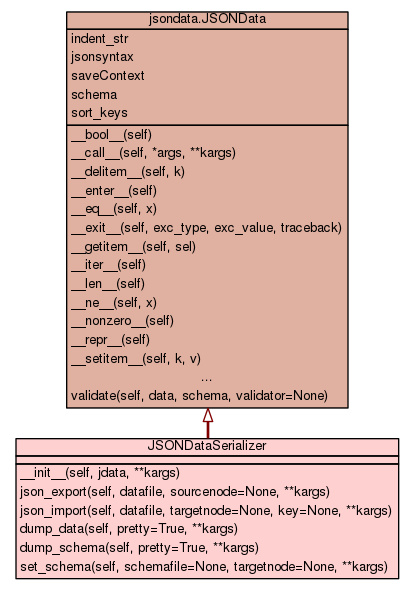 jsondata.JSONData
indent_str
jsonsyntax
saveContext
schema
sort_keys
__bool__(self)
__call__(self, *args, **kargs)
__delitem__(self, k)
__enter__(self)
__eq__(self, x)
__exit__(self, exc_type, exc_value, traceback)
__getitem__(self, sel)
__iter__(self)
__len__(self)
__ne__(self, x)
__nonzero__(self)
__repr__(self)
__setitem__(self, k, v)
...
validate(self, data, schema, validator=None)
JSONDataSerializer
__init__(self, jdata, **kargs)
json_export(self, datafile, sourcenode=None, **kargs)
json_import(self, datafile, targetnode=None, key=None, **kargs)
dump_data(self, pretty=True, **kargs)
dump_schema(self, pretty=True, **kargs)
set_schema(self, schemafile=None, targetnode=None, **kargs)